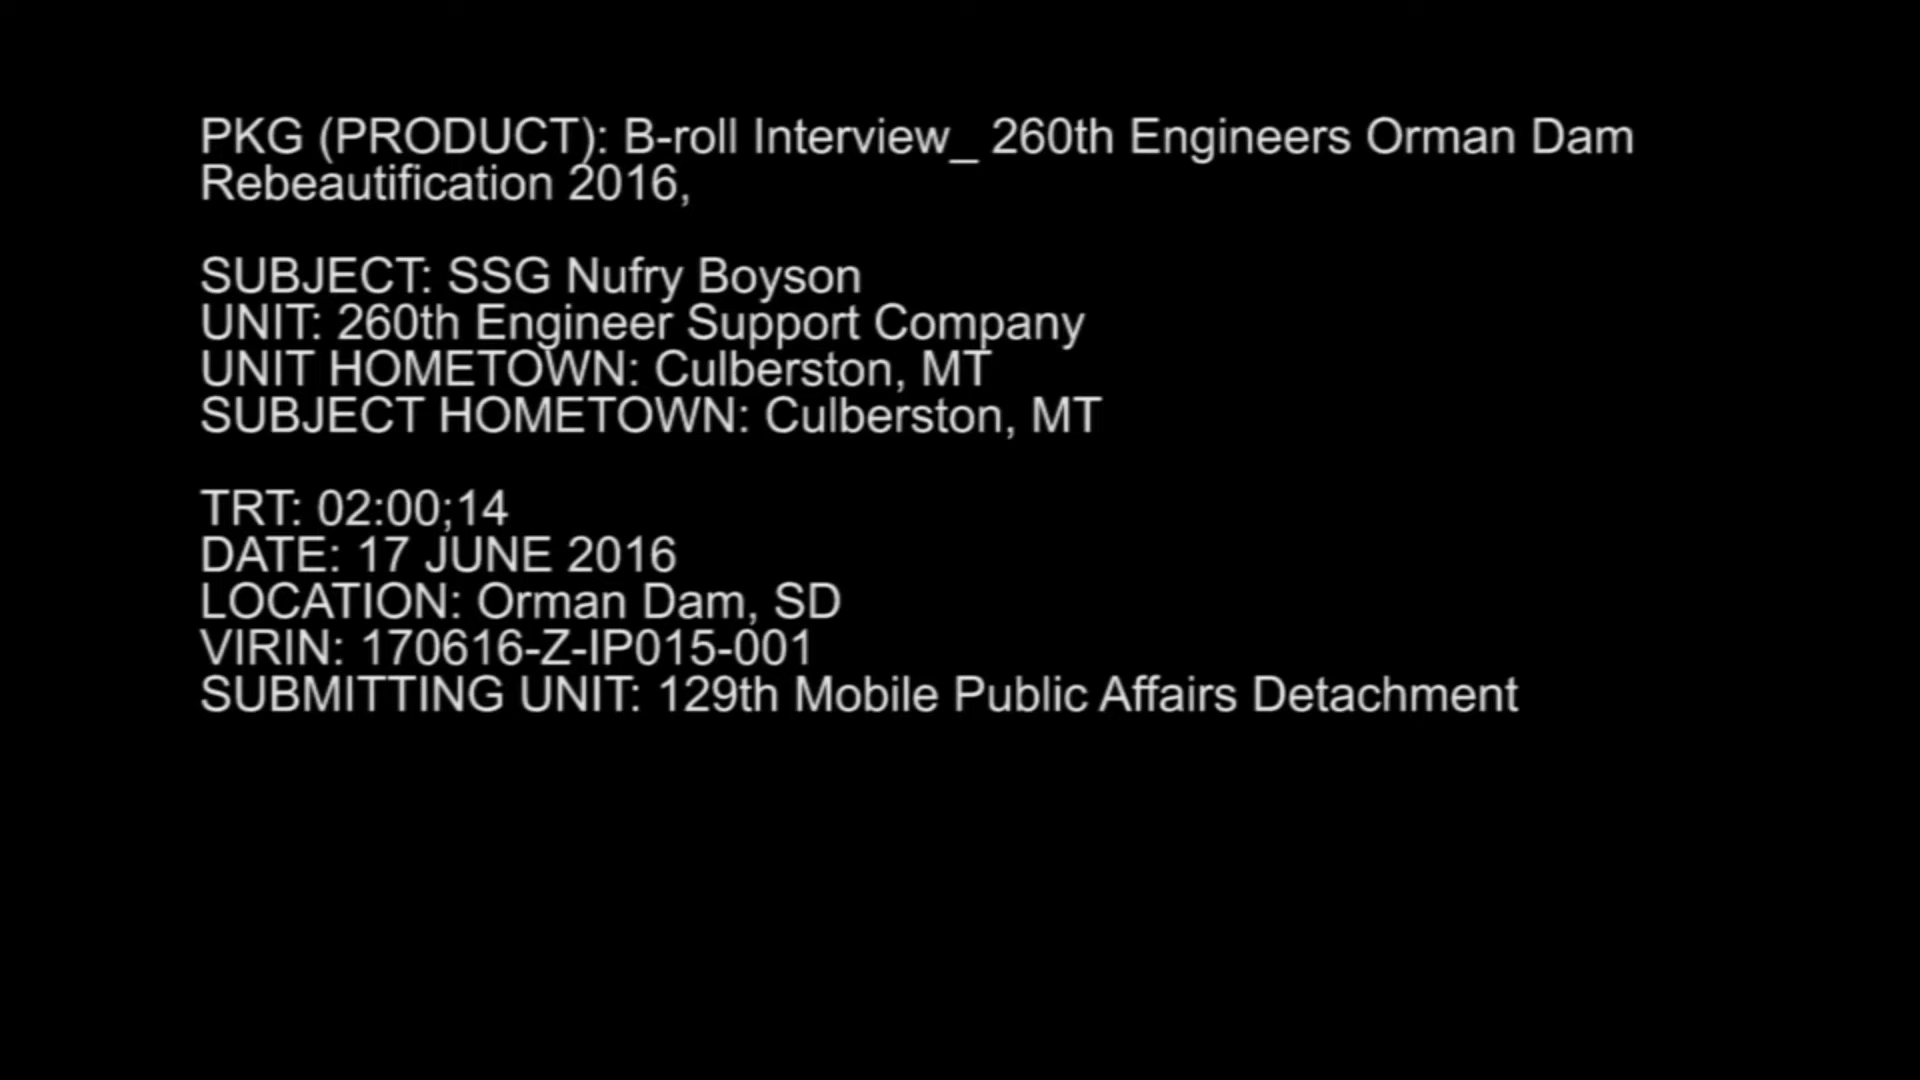 PKG (PRODUCT): B-roll Interview_ 260th Engineers Orman Dam
Rebeautification 2016,
SUBJECT: SSG Nufry Boyson
UNIT: 260th Engineer Support Company
UNIT HOMETOWN: Culberston, MT
SUBJECT HOMETOWN: Culberston, MT
TRT: 02:00;14
DATE: 17 JUNE 2016
LOCATION: Orman Dam, SD
VIRIN: 170616-Z-IP015-001
SUBMITTING UNIT: 129th Mobile Public Affairs Detachment